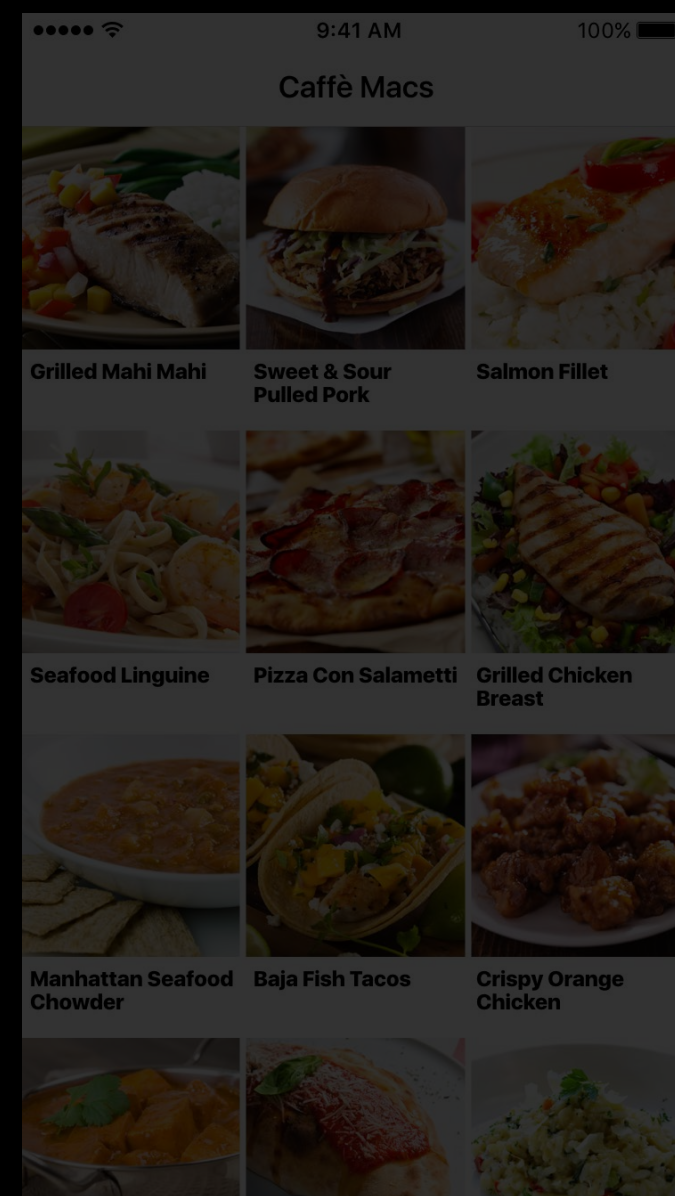 9:41 AM
100%
Caffè Macs
Grilled Mahi Mahi
Sweet & Sour
Pulled Pork
Salmon Fillet
Seafood Linguine
Pizza Con Salametti
Grilled Chicken
Breast
Manhattan Seafood
Chowder
Baja Fish Tacos
Crispy Orange
Chicken